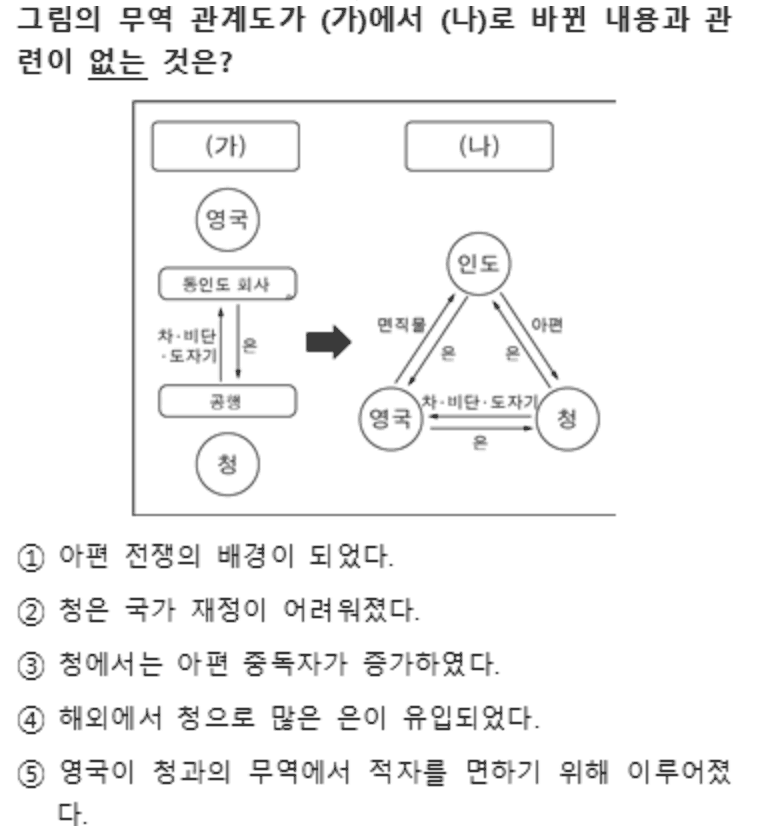 그림의 무역 관계도가 (가)에서 (나)로 바뀐 내용과 관
련이 없는 것은?
(가)
(나)
영국
동인도 회사
차·비단
·도자기
은
공행
청
인도
면직물
은
은
아편
영국
차·비단·도자기
은
청
① 아편 전쟁의 배경이 되었다.
② 청은 국가 재정이 어려워졌다.
③ 청에서는 아편 중독자가 증가하였다.
④ 해외에서 청으로 많은 은이 유입되었다.
⑤ 영국이 청과의 무역에서 적자를 면하기 위해 이루어졌
다.